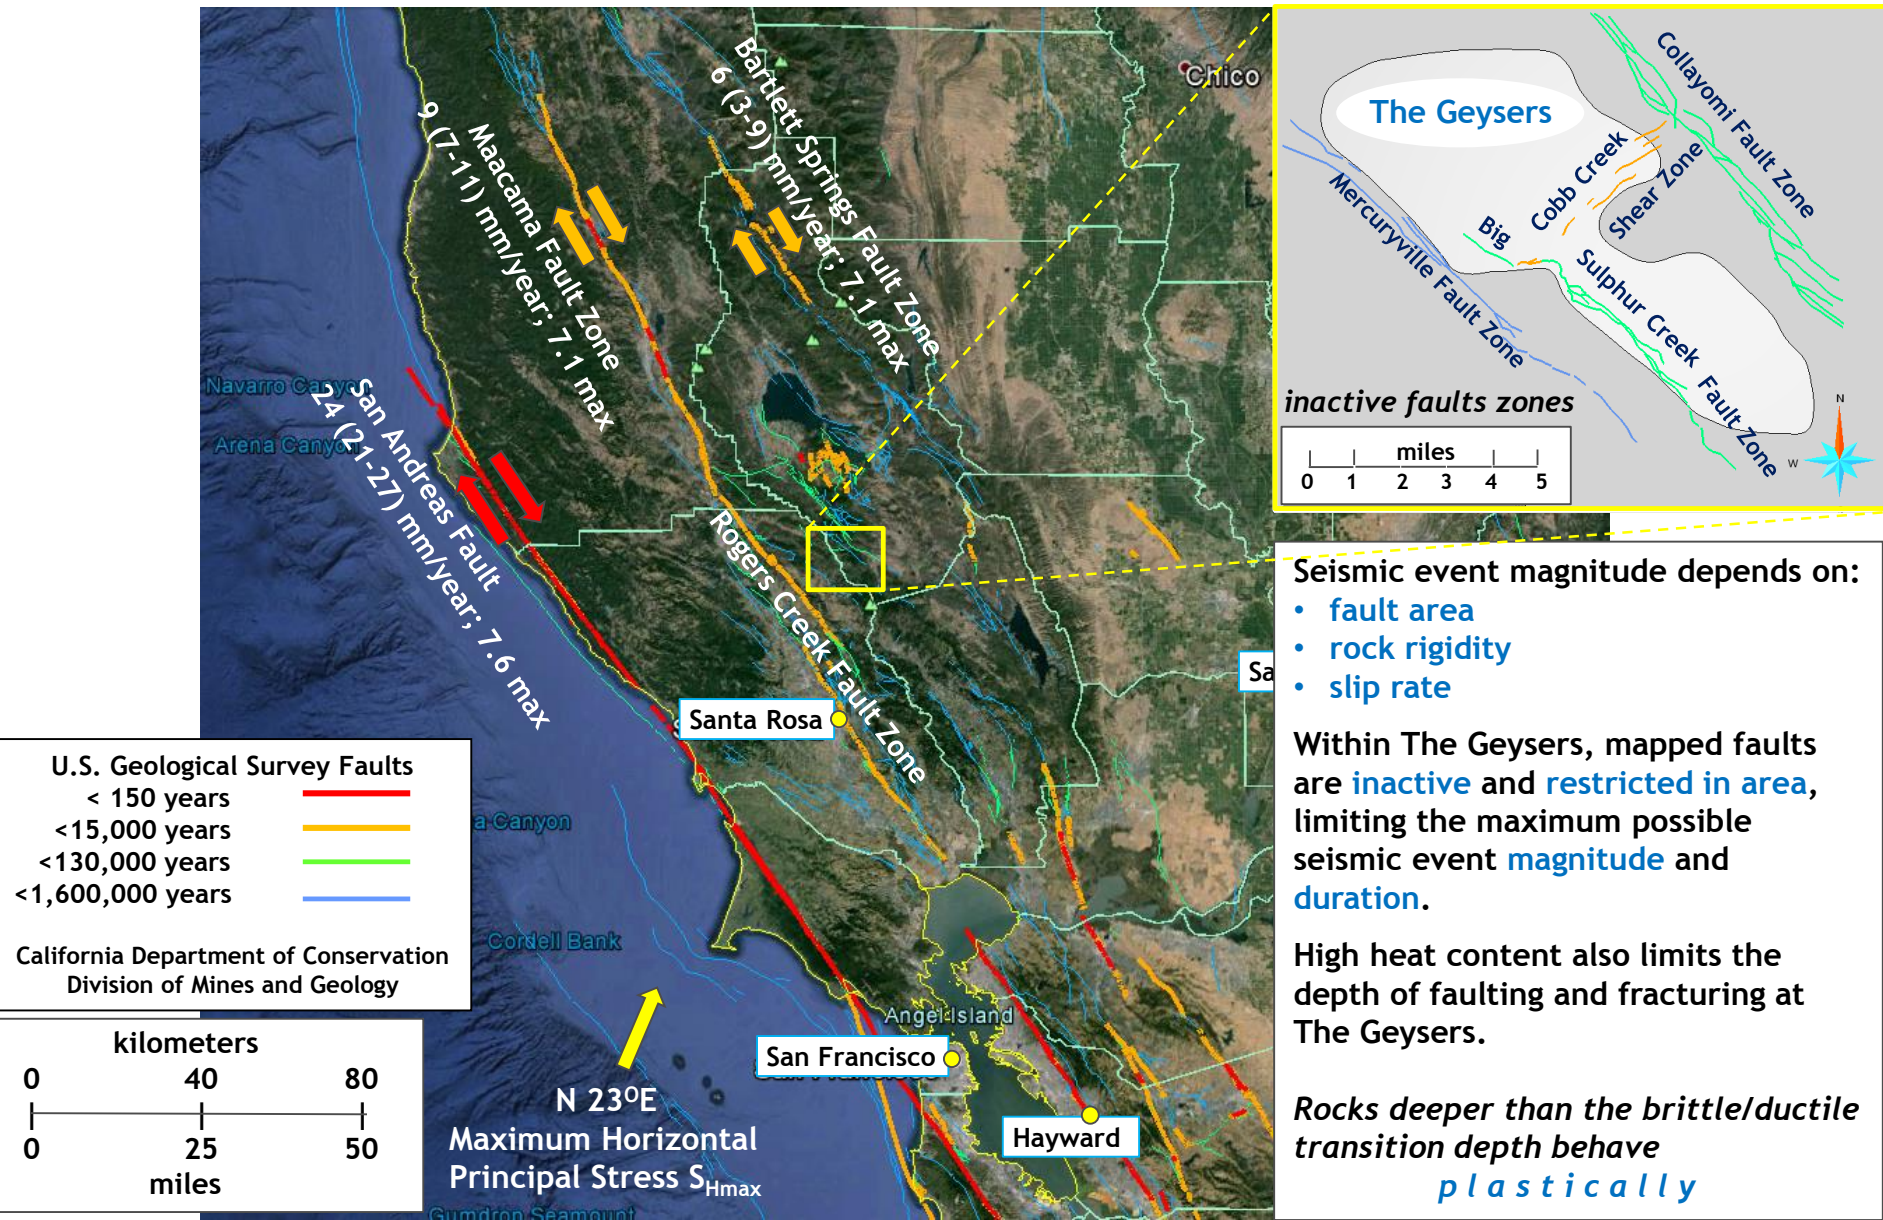 Chico
Bartlett Springs Fault Zone
6 (3-9) mm/year; 7.1 max
Maacama Fault Zone
9 (7-11) mm/year; 7.1 max
San Andreas Fault
24 (21-27) mm/year; 7.6 max
Navarro Canyon
Arena Canyon
Rogers Creek Fault Zone
Santa Rosa
Sa
a Canyon
Cordell Bank
Angel Island
San Francisco
Hayward
Gumdrop Seamount
N 23ᴼE
Maximum Horizontal
Principal Stress SHmax
U.S. Geological Survey Faults
< 150 years
<15,000 years
<130,000 years
<1,600,000 years
California Department of Conservation
Division of Mines and Geology
kilometers
0 40 80
0 25 50
miles
The Geysers
Collayomi Fault Zone
Cobb Creek
Shear Zone
Mercuryville Fault Zone
Big
Sulphur Creek
Fault Zone
inactive faults zones
miles
0 1 2 3 4 5
N
W
Seismic event magnitude depends on:
• fault area
• rock rigidity
• slip rate
Within The Geysers, mapped faults
are inactive and restricted in area,
limiting the maximum possible
seismic event magnitude and
duration.
High heat content also limits the
depth of faulting and fracturing at
The Geysers.
Rocks deeper than the brittle/ductile
transition depth behave
p l a s t i c a l l y